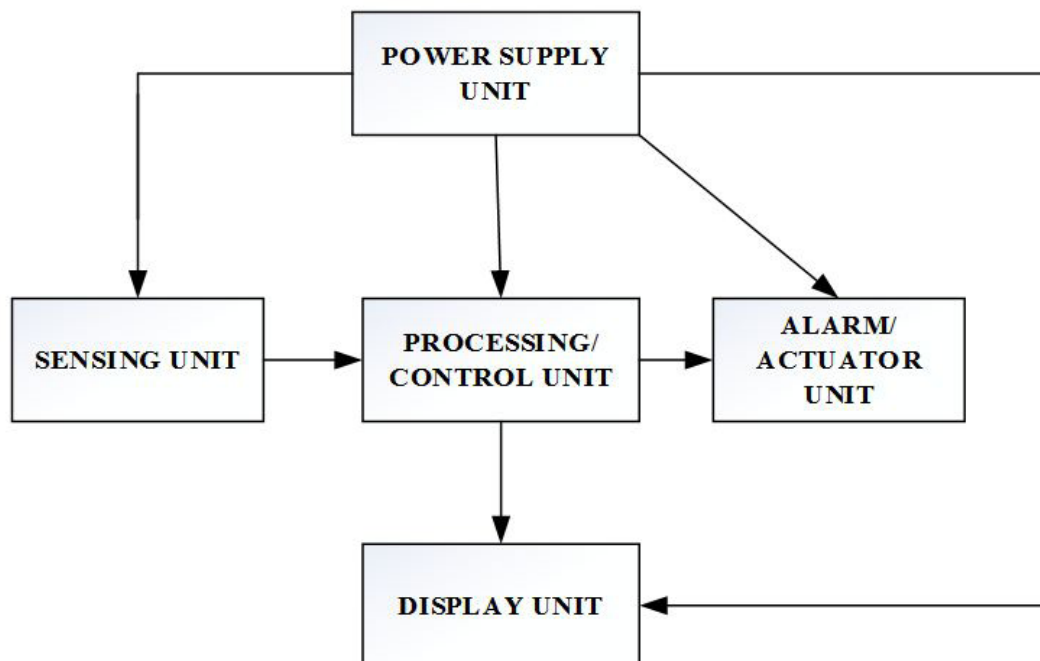 POWER SUPPLY
UNIT
SENSING UNIT
PROCESSING/
CONTROL UNIT
ALARM/
ACTUATOR
UNIT
DISPLAY UNIT